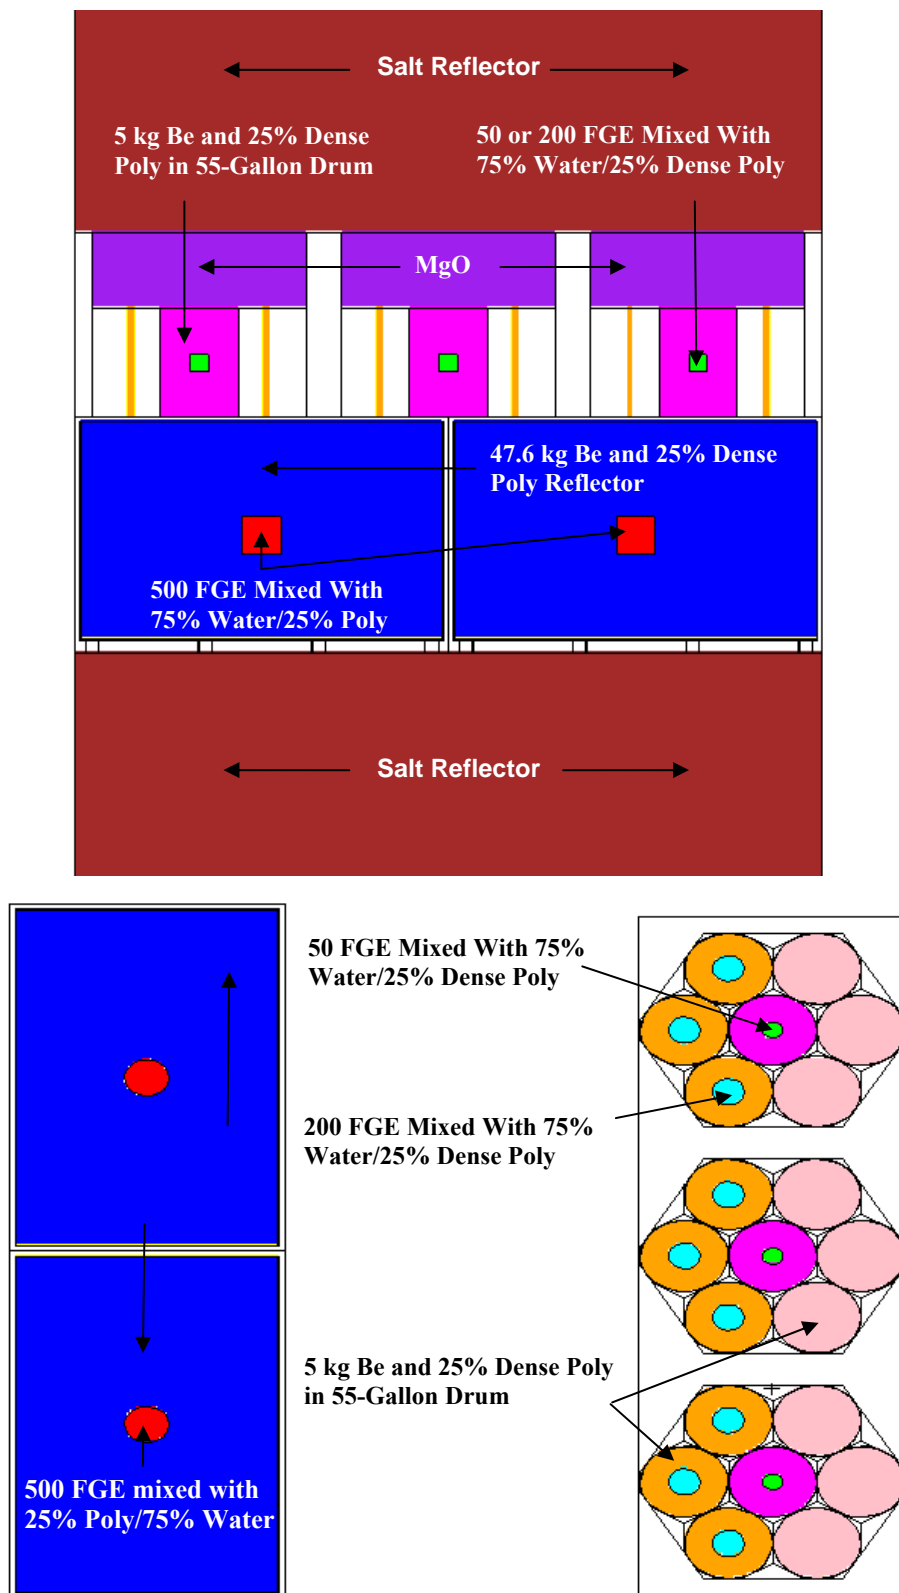 Salt Reflector
5 kg Be and 25% Dense
Poly in 55-Gallon Drum
50 or 200 FGE Mixed With
75% Water/25% Dense Poly
MgO
47.6 kg Be and 25% Dense
Poly Reflector
500 FGE Mixed With
75% Water/25% Poly
Salt Reflector
50 FGE Mixed With 75%
Water/25% Dense Poly
200 FGE Mixed With 75%
Water/25% Dense Poly
5 kg Be and 25% Dense Poly
in 55-Gallon Drum
500 FGE mixed with
25% Poly/75% Water